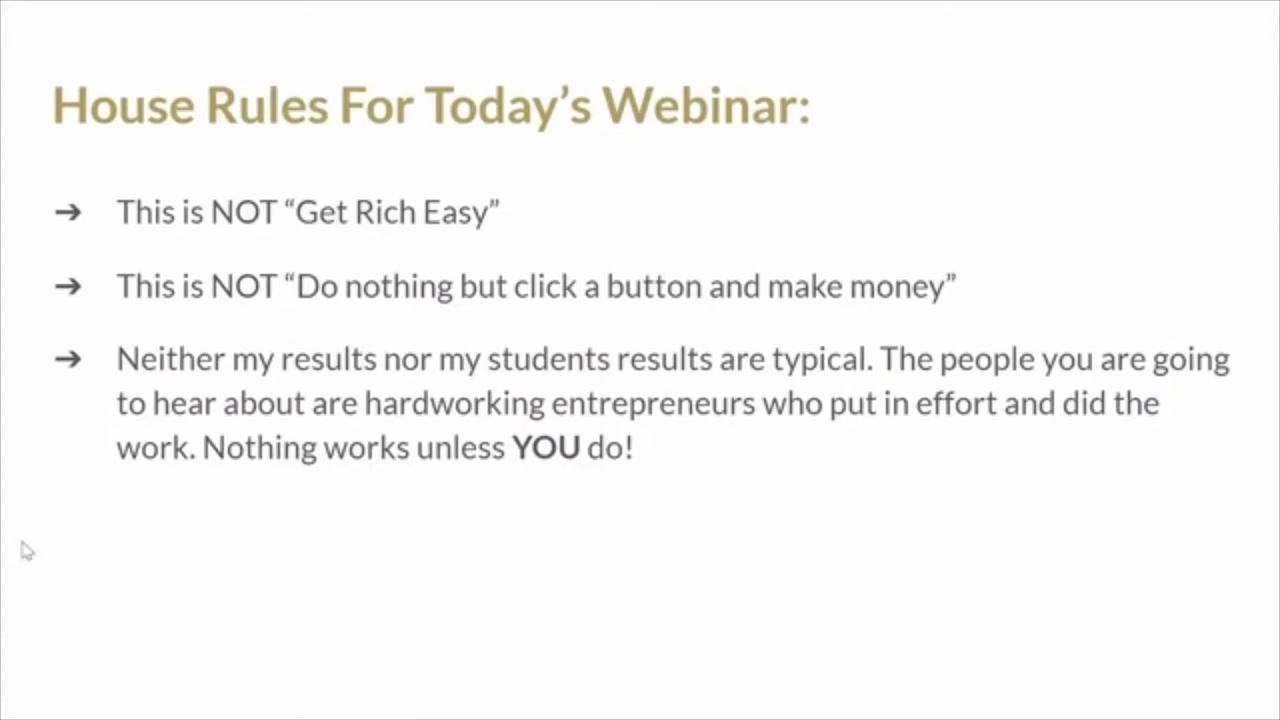 House Rules For Today’s Webinar:
➔ This is NOT “Get Rich Easy”
➔ This is NOT “Do nothing but click a button and make money”
➔ Neither my results nor my students results are typical. The people you are going
to hear about are hardworking entrepreneurs who put in effort and did the
work. Nothing works unless YOU do!